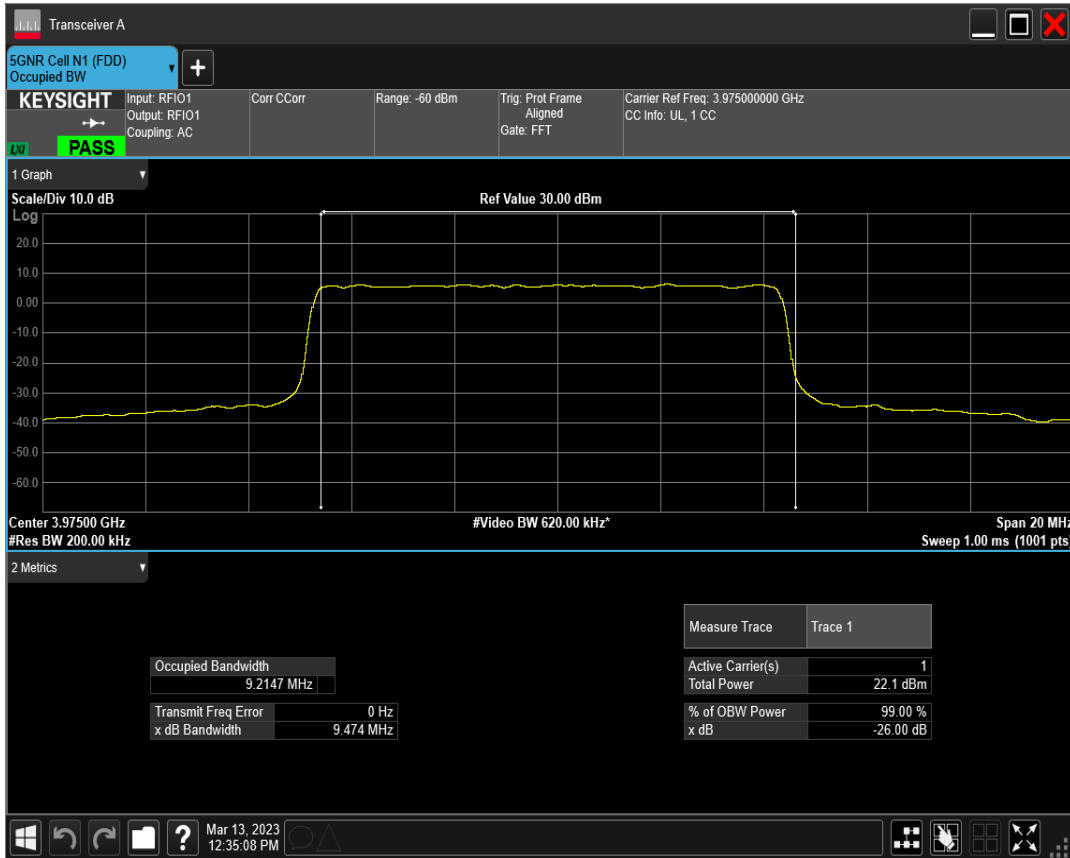 Transceiver A
5GNR Cell N1 (FDD)
Occupied BW
+
KEYSIGHT
LXI
PASS
Input: RFIO1
Output: RFIO1
Coupling: AC
Corr CCorr
Range: -60 dBm
Trig: Prot Frame
Aligned
Gate: FFT
Carrier Ref Freq: 3.975000000 GHz
CC Info: UL, 1 CC
1 Graph
Scale/Div 10.0 dB
Ref Value 30.00 dBm
Log
20.0
10.0
0.00
-10.0
-20.0
-30.0
-40.0
-50.0
-60.0
Center 3.97500 GHz
#Video BW 620.00 kHz*
Span 20 MHz
#Res BW 200.00 kHz
Sweep 1.00 ms (1001 pts)
2 Metrics
Measure Trace Trace 1
Occupied Bandwidth
9.2147 MHz
Active Carrier(s) 1
Total Power 22.1 dBm
Transmit Freq Error 0 Hz
x dB Bandwidth 9.474 MHz
% of OBW Power 99.00 %
x dB -26.00 dB
?
Mar 13, 2023
12:35:08 PM